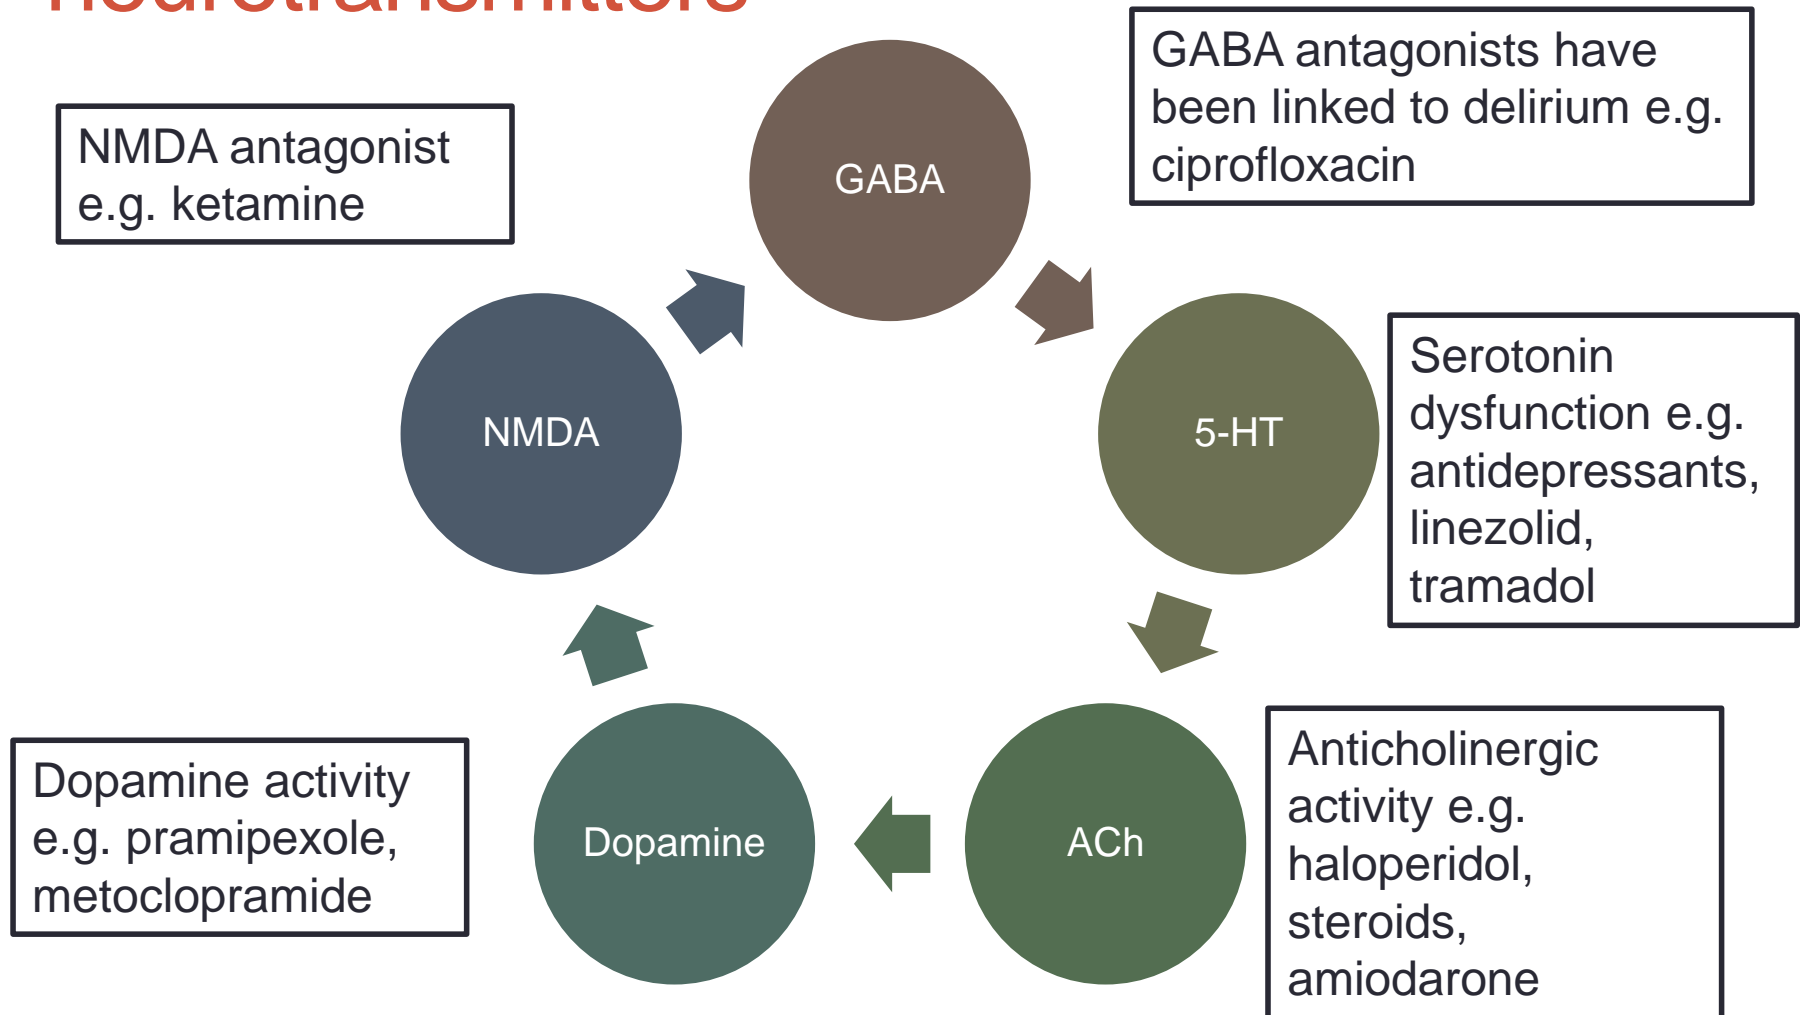 neurotransmitters
GABA antagonists have
been linked to delirium e.g.
ciprofloxacin
NMDA antagonist
e.g. ketamine
GABA
NMDA
5-HT
Serotonin
dysfunction e.g.
antidepressants,
linezolid,
tramadol
Dopamine activity
e.g. pramipexole,
metoclopramide
Dopamine
ACh
Anticholinergic
activity e.g.
haloperidol,
steroids,
amiodarone